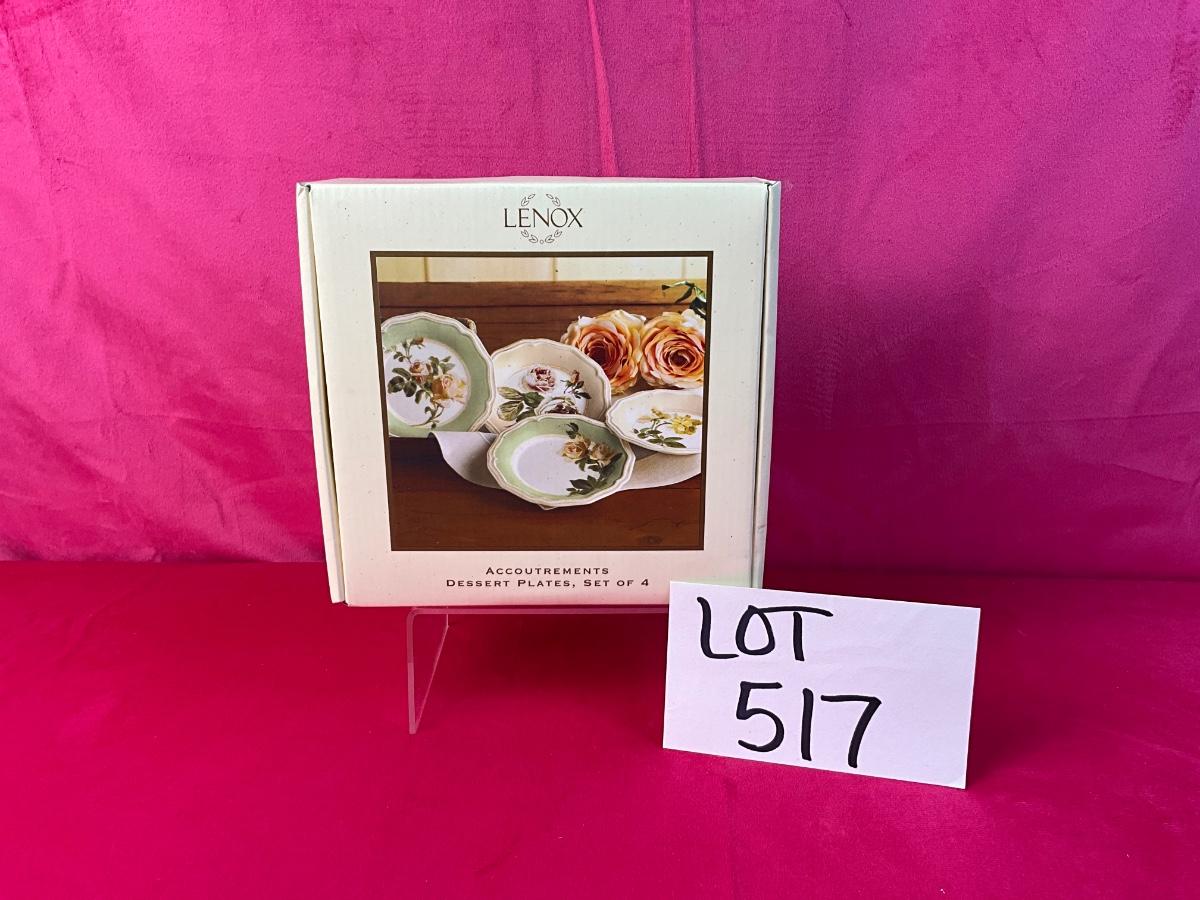 LENOX
ACCOUTREMENTS
DESSERT PLATES, SET OF 4
LOT
517